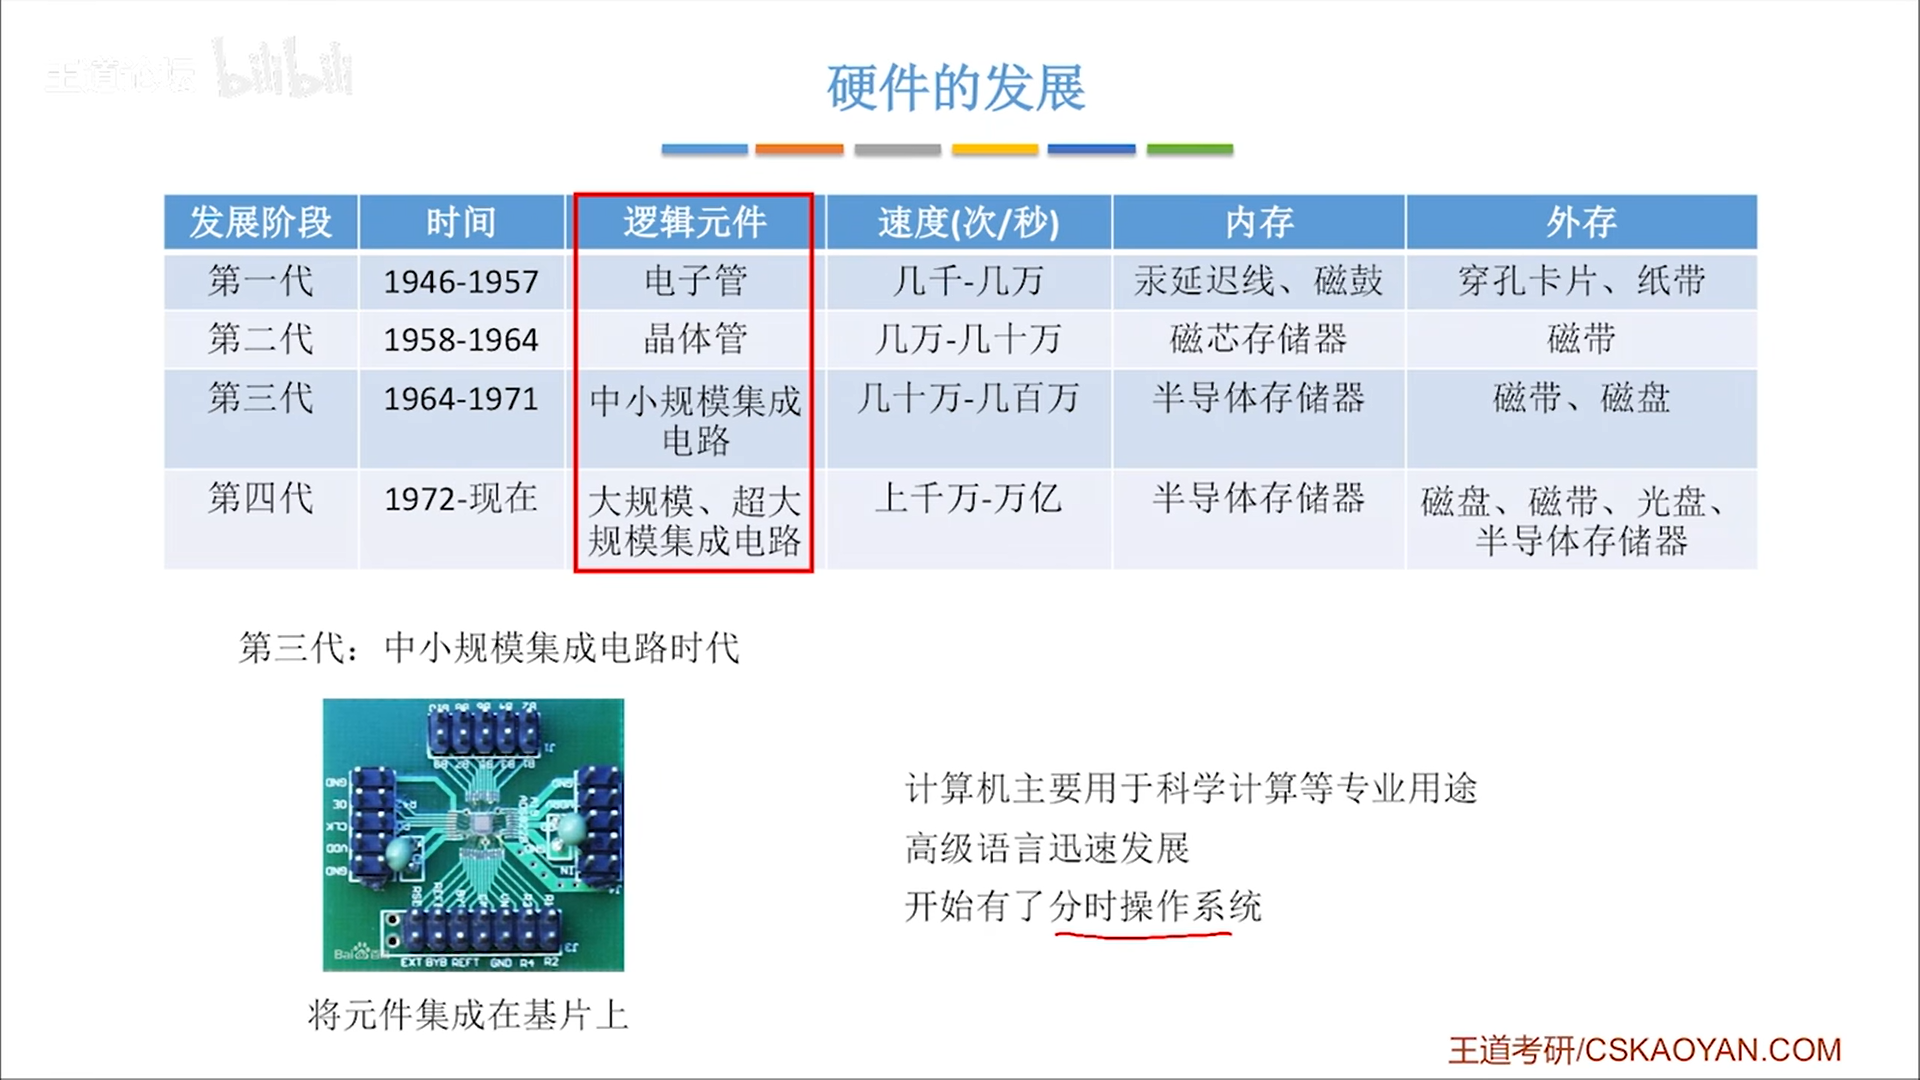 王道论坛 bilibili
硬件的发展
发展阶段 时间 逻辑元件 速度(次/秒) 内存 外存
第一代 1946-1957 电子管 几千-几万 汞延迟线、磁鼓 穿孔卡片、纸带
第二代 1958-1964 晶体管 几万-几十万 磁芯存储器 磁带
第三代 1964-1971 中小规模集成 几十万-几百万 半导体存储器 磁带、磁盘
电路
第四代 1972-现在 大规模、超大 上千万-万亿 半导体存储器 磁盘、磁带、光盘、
规模集成电路 半导体存储器
第三代：中小规模集成电路时代
GND
OE
CLK
VDD
GND
EXT BYB REFT GND R4 R2
将元件集成在基片上
计算机主要用于科学计算等专业用途
高级语言迅速发展
开始有了分时操作系统
王道考研/CSKAOYAN.COM